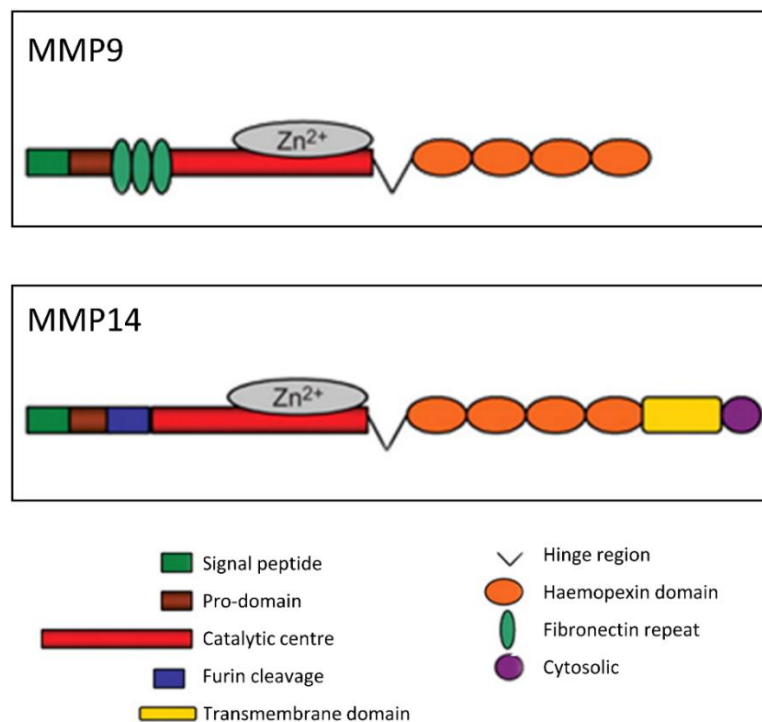 MMP9
Zn2+
MMP14
Zn2+
Signal peptide
Pro-domain
Catalytic centre
Furin cleavage
Transmembrane domain
Hinge region
Haemopexin domain
Fibronectin repeat
Cytosolic